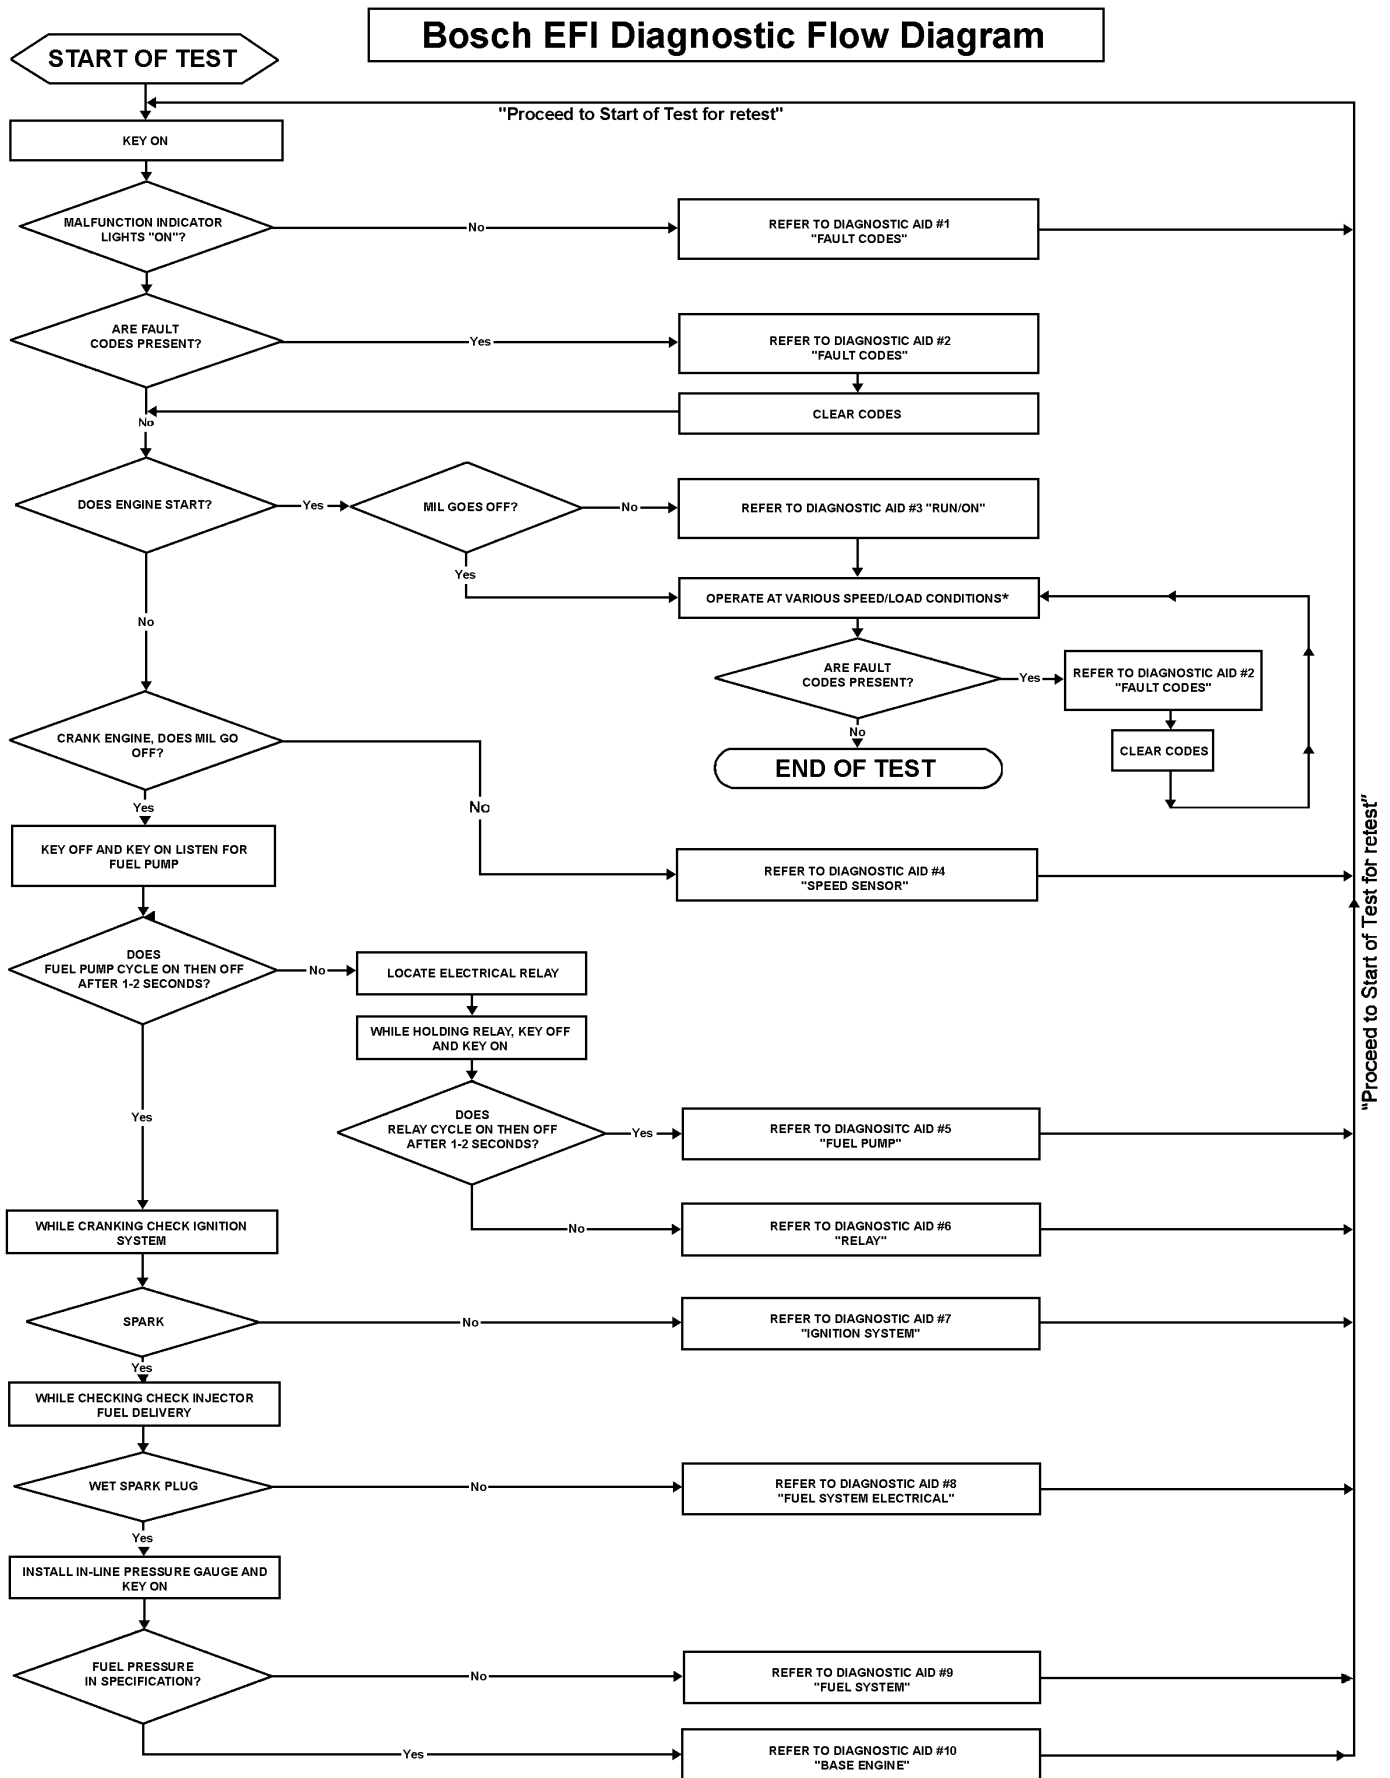 Bosch EFI Diagnostic Flow Diagram
START OF TEST
"Proceed to Start of Test for retest"
KEY ON
MALFUNCTION INDICATOR
LIGHTS "ON"?
No
REFER TO DIAGNOSTIC AID #1
"FAULT CODES"
ARE FAULT
CODES PRESENT?
Yes
REFER TO DIAGNOSTIC AID #2
"FAULT CODES"
CLEAR CODES
No
DOES ENGINE START?
Yes
MIL GOES OFF?
No
REFER TO DIAGNOSTIC AID #3 "RUN/ON"
Yes
OPERATE AT VARIOUS SPEED/LOAD CONDITIONS*
No
ARE FAULT
CODES PRESENT?
Yes
REFER TO DIAGNOSTIC AID #2
"FAULT CODES"
No
CLEAR CODES
END OF TEST
CRANK ENGINE, DOES MIL GO
OFF?
No
Yes
KEY OFF AND KEY ON LISTEN FOR
FUEL PUMP
REFER TO DIAGNOSTIC AID #4
"SPEED SENSOR"
"Proceed to Start of Test for retest"
DOES
FUEL PUMP CYCLE ON THEN OFF
AFTER 1-2 SECONDS?
No
LOCATE ELECTRICAL RELAY
WHILE HOLDING RELAY, KEY OFF
AND KEY ON
Yes
DOES
RELAY CYCLE ON THEN OFF
AFTER 1-2 SECONDS?
Yes
REFER TO DIAGNOSITC AID #5
"FUEL PUMP"
No
REFER TO DIAGNOSTIC AID #6
"RELAY"
WHILE CRANKING CHECK IGNITION
SYSTEM
SPARK
No
REFER TO DIAGNOSTIC AID #7
"IGNITION SYSTEM"
Yes
WHILE CHECKING CHECK INJECTOR
FUEL DELIVERY
WET SPARK PLUG
No
REFER TO DIAGNOSTIC AID #8
"FUEL SYSTEM ELECTRICAL"
Yes
INSTALL IN-LINE PRESSURE GAUGE AND
KEY ON
FUEL PRESSURE
IN SPECIFICATION?
No
REFER TO DIAGNOSTIC AID #9
"FUEL SYSTEM"
Yes
REFER TO DIAGNOSTIC AID #10
"BASE ENGINE"